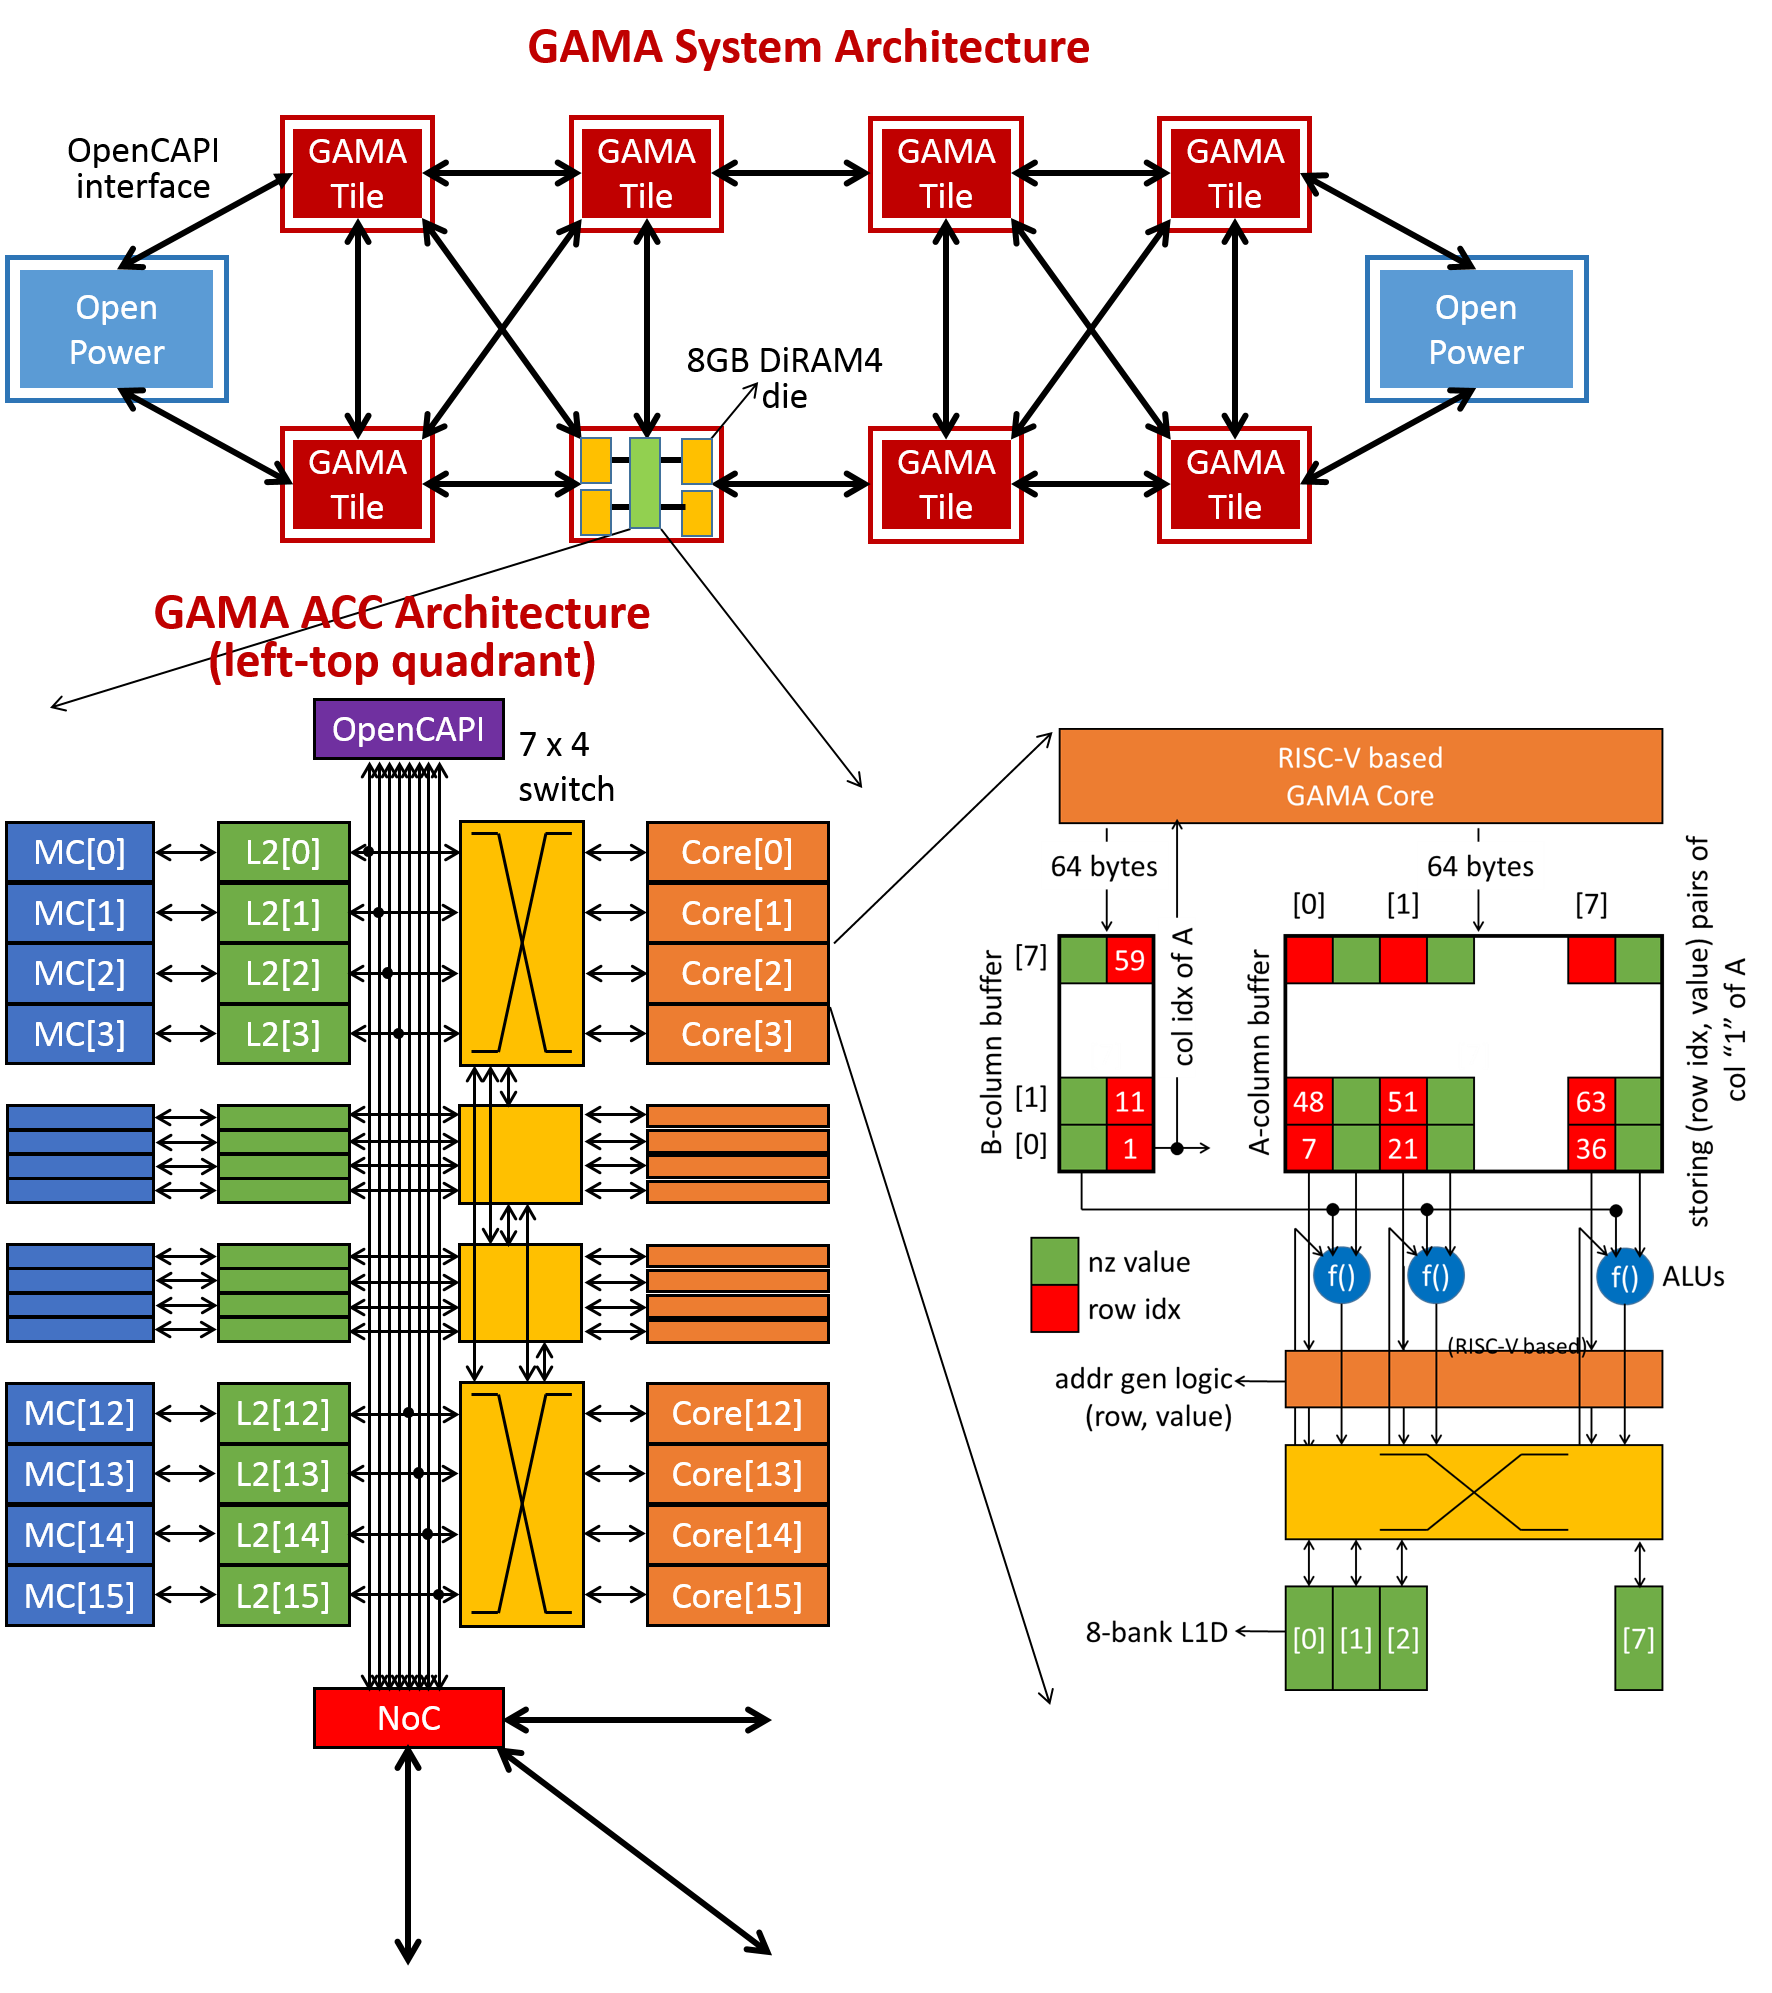 GAMA System Architecture
OpenCAPI
interface
GAMA
Tile
GAMA
Tile
GAMA
Tile
GAMA
Tile
Open
Power
Open
Power
8GB DiRAM4
die
GAMA
Tile
GAMA
Tile
GAMA
Tile
GAMA ACC Architecture
(left-top quadrant)
OpenCAPI
7 x 4
switch
MC[0]
L2[0]
Core[0]
MC[1]
L2[1]
Core[1]
MC[2]
L2[2]
Core[2]
MC[3]
L2[3]
Core[3]
MC[12]
L2[12]
Core[12]
MC[13]
L2[13]
Core[13]
MC[14]
L2[14]
Core[14]
MC[15]
L2[15]
Core[15]
NoC
RISC-V based
GAMA Core
64 bytes
64 bytes
[0]
[1]
[7]
B-column buffer
[7]
59
[1]
11
[0]
1
col idx of A
A-column buffer
48
51
63
7
21
36
storing (row idx, value) pairs of
col “1” of A
nz value
row idx
f()
f()
f()
ALUs
(RISC-V based)
addr gen logic
(row, value)
8-bank L1D
[0]
[1]
[2]
[7]